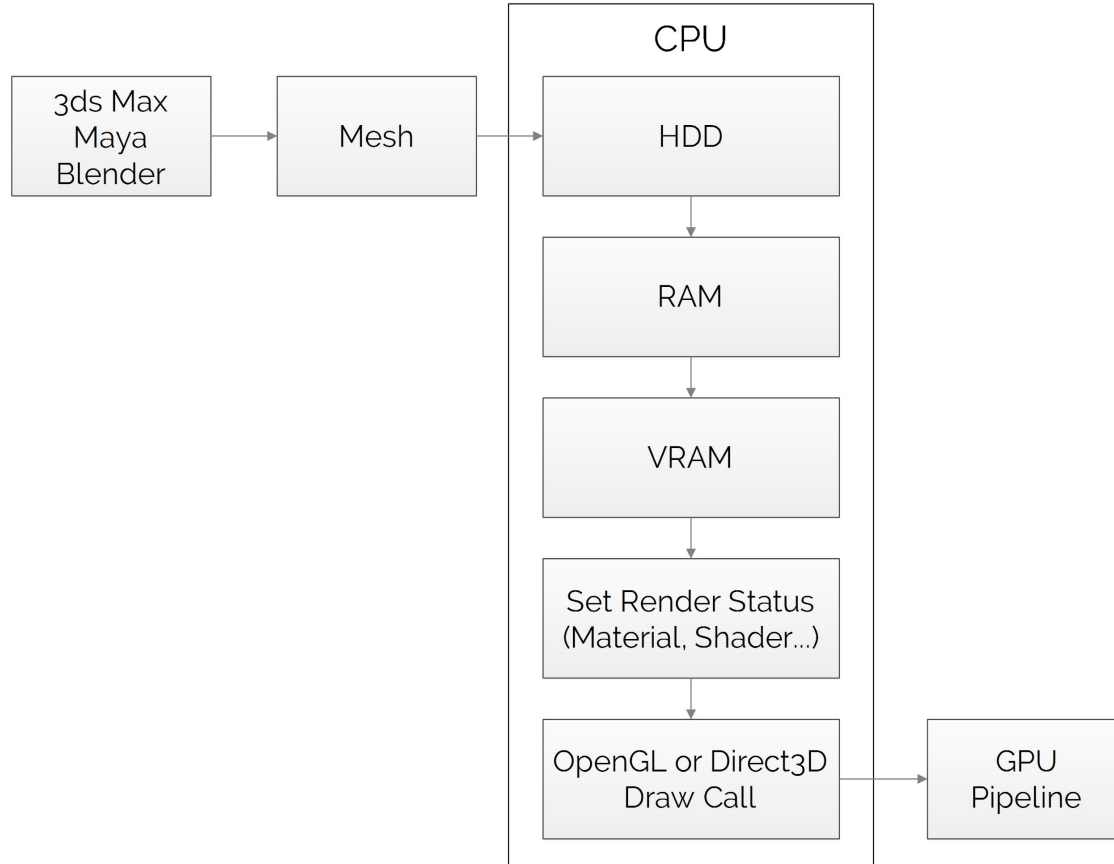 CPU
3ds Max
Maya
Blender
Mesh
HDD
RAM
VRAM
Set Render Status
(Material, Shader...)
OpenGL or Direct3D
Draw Call
GPU
Pipeline